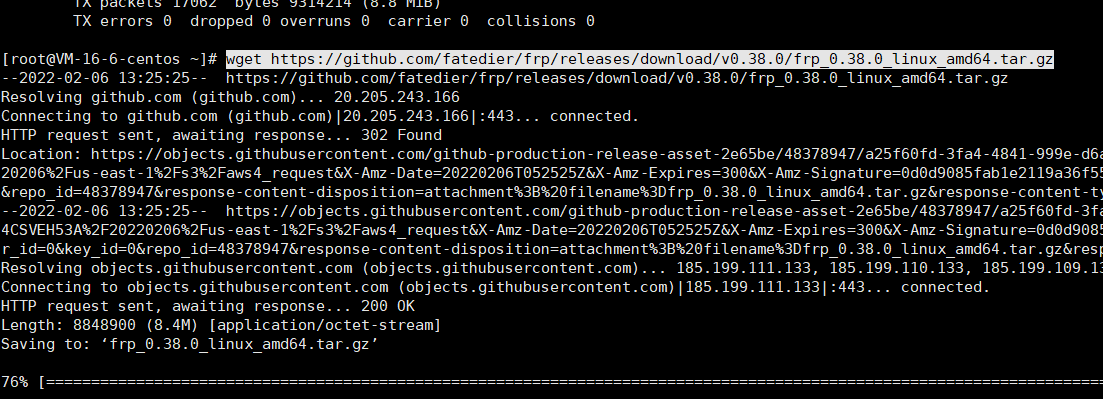 TX packets 17062 bytes 9314214 (8.8 MiB)
TX errors 0 dropped 0 overruns 0 carrier 0 collisions 0
[root@VM-16-6-centos ~]# wget https://github.com/fatedier/frp/releases/download/v0.38.0/frp_0.38.0_linux_amd64.tar.gz
--2022-02-06 13:25:25-- https://github.com/fatedier/frp/releases/download/v0.38.0/frp_0.38.0_linux_amd64.tar.gz
Resolving github.com (github.com)... 20.205.243.166
Connecting to github.com (github.com)|20.205.243.166|:443... connected.
HTTP request sent, awaiting response... 302 Found
Location: https://objects.githubusercontent.com/github-production-release-asset-2e65be/48378947/a25f60fd-3fa4-4841-999e-d6a
20206%2Fus-east-1%2Fs3%2Faws4_request&X-Amz-Date=20220206T052525Z&X-Amz-Expires=300&X-Amz-Signature=0d0d9085fab1e2119a36f55
&repo_id=48378947&response-content-disposition=attachment%3B%20filename%3Dfrp_0.38.0_linux_amd64.tar.gz&response-content-ty
--2022-02-06 13:25:25-- https://objects.githubusercontent.com/github-production-release-asset-2e65be/48378947/a25f60fd-3fa
4CSVEH53A%2F20220206%2Fus-east-1%2Fs3%2Faws4_request&X-Amz-Date=20220206T052525Z&X-Amz-Expires=300&X-Amz-Signature=0d0d9085
r_id=0&key_id=0&repo_id=48378947&response-content-disposition=attachment%3B%20filename%3Dfrp_0.38.0_linux_amd64.tar.gz&resp
Resolving objects.githubusercontent.com (objects.githubusercontent.com)... 185.199.111.133, 185.199.110.133, 185.199.109.13
Connecting to objects.githubusercontent.com (objects.githubusercontent.com)|185.199.111.133|:443... connected.
HTTP request sent, awaiting response... 200 OK
Length: 8848900 (8.4M) [application/octet-stream]
Saving to: ‘frp_0.38.0_linux_amd64.tar.gz’
76% [=====================================================================================================================